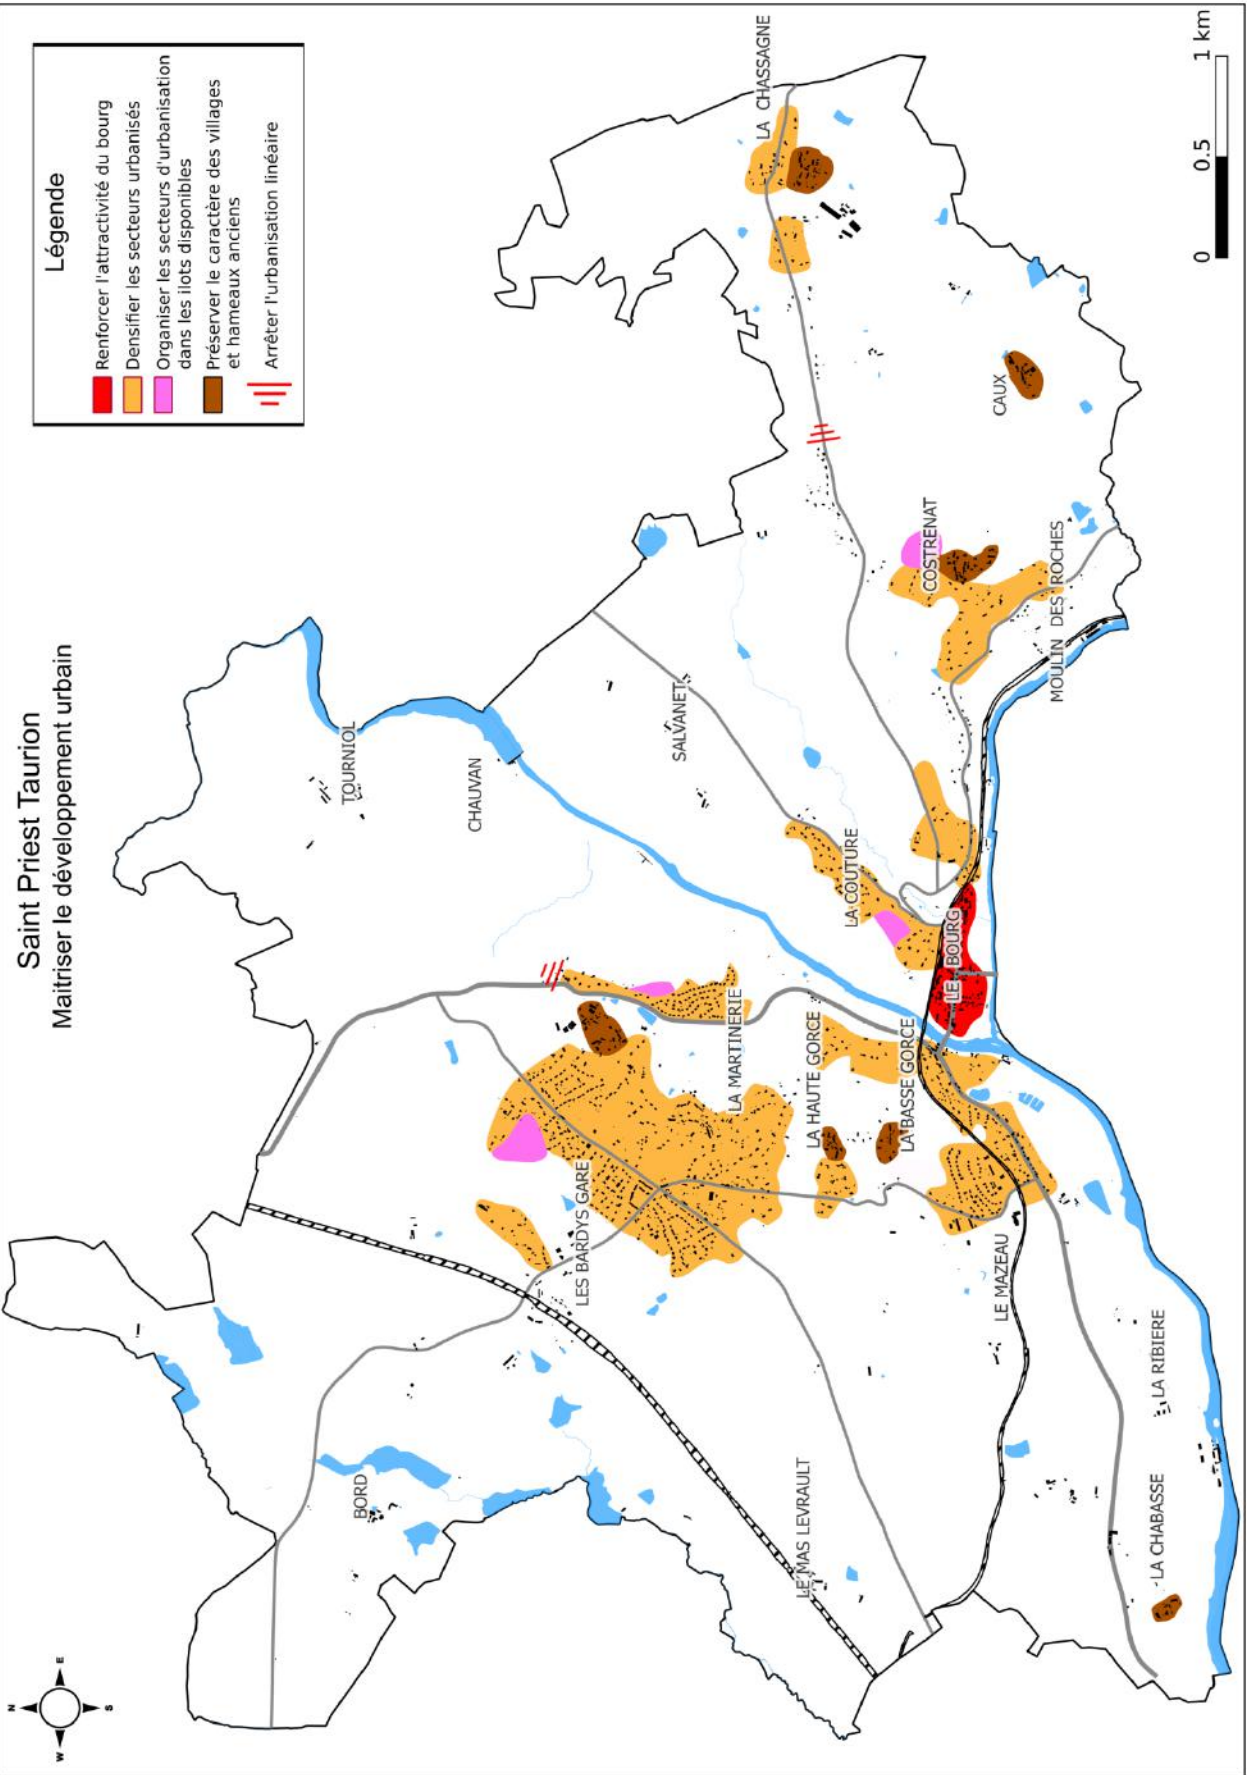 Saint Priest Taurion
Maitriser le développement urbain
Légende
Renforcer l'attractivité du bourg
Densifier les secteurs urbanisés
Organiser les secteurs d'urbanisation
dans les ilots disponibles
Préserver le caractère des villages
et hameaux anciens
Arrêter l'urbanisation linéaire
N
W
E
S
BORD
TOURNIOL
CHAUVAN
LES BARDYS GARE
SALVANET
LA CHASSAGNE
LA MARTINERIE
LE MAS LEVRAULT
LA HAUTE GORCE
LA COUTURE
LA BASSE GORCE
COSTRENAT
LE BOURG
CAUX
LE MAZEAU
MOULIN DES ROCHES
LA RIBIERE
LA CHABASSE
0
0.5
1 km